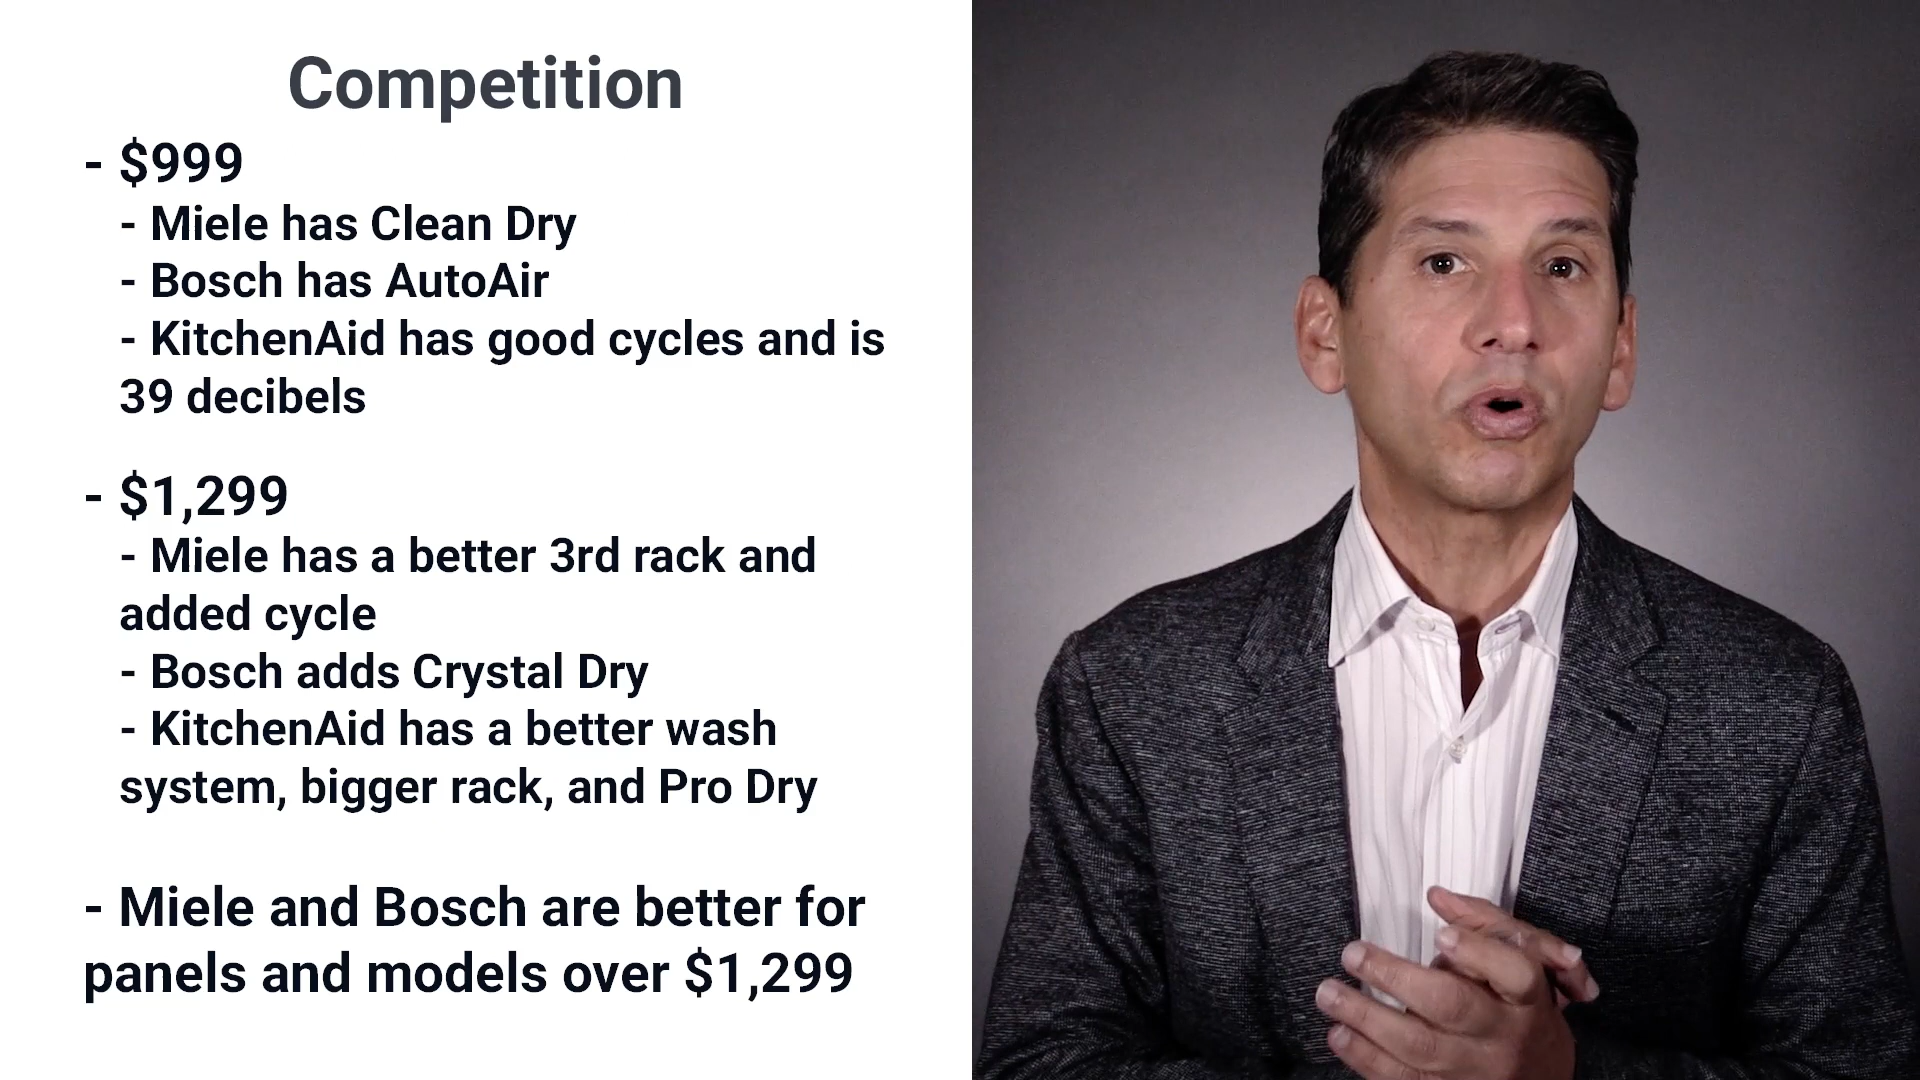 Competition
- $999
- Miele has Clean Dry
- Bosch has AutoAir
- KitchenAid has good cycles and is
39 decibels
- $1,299
- Miele has a better 3rd rack and
added cycle
- Bosch adds Crystal Dry
- KitchenAid has a better wash
system, bigger rack, and Pro Dry
- Miele and Bosch are better for
panels and models over $1,299